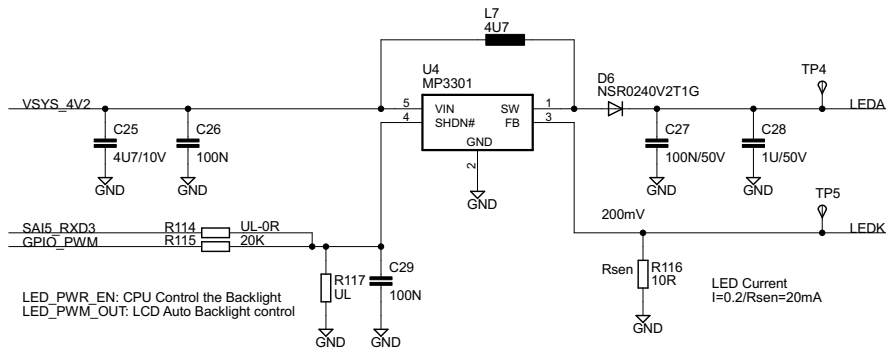 L7
4U7
U4
MP3301
D6
NSR0240V2T1G
TP4
VSYS_4V2
5
VIN
SW
1
LEDA
4
SHDN#
FB
3
GND
2
C25
4U7/10V
C26
100N
C27
100N/50V
C28
1U/50V
GND
GND
GND
GND
GND
TP5
200mV
SAI5_RXD3
R114
UL-0R
LEDK
GPIO_PWM
R115
20K
R117
UL
C29
100N
Rsen
R116
10R
LED Current
I=0.2/Rsen=20mA
LED_PWR_EN: CPU Control the Backlight
LED_PWM_OUT: LCD Auto Backlight control
GND
GND
GND